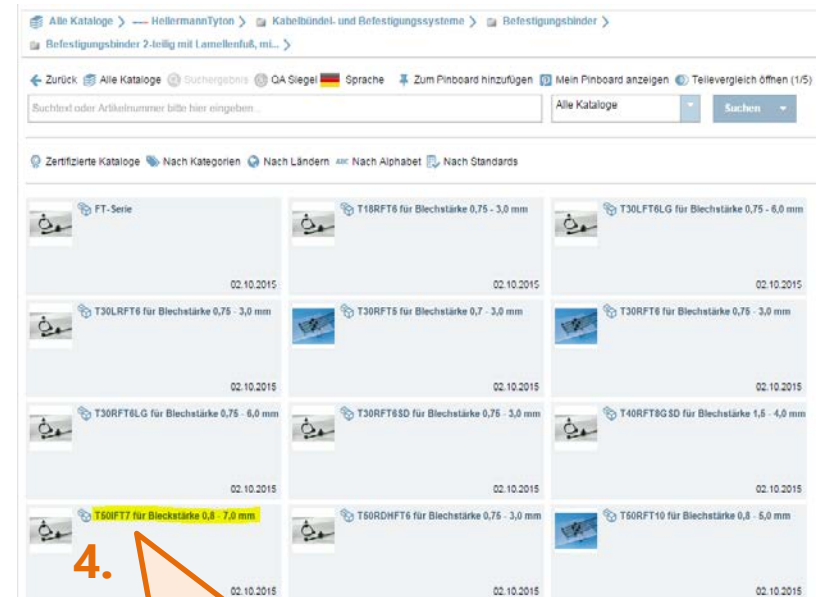 Alle Kataloge > HellermannTyton > Kabelbündel- und Befestigungssysteme > Befestigungsbinder >
Befestigungsbinder 2-teilig mit Lamellenfuß, mi... >
Zurück Alle Kataloge Suchergebnis QA Siegel Sprache Zum Pinboard hinzufügen Mein Pinboard anzeigen Teilevergleich öffnen (1/5)
Suchtext oder Artikelnummer bitte hier eingeben... Alle Kataloge Suchen
Zertifizierte Kataloge Nach Kategorien Nach Ländern ABC Nach Alphabet Nach Standards
FT-Serie T18RFT6 für Blechstärke 0,75 - 3,0 mm T30LFT6LG für Blechstärke 0,75 - 6,0 mm
02.10.2015 02.10.2015 02.10.2015
T30LRFT6 für Blechstärke 0,75 - 3,0 mm T30RFT5 für Blechstärke 0,7 - 3,0 mm T30RFT6 für Blechstärke 0,75 - 3,0 mm
02.10.2015 02.10.2015 02.10.2015
T30RFT6LG für Blechstärke 0,75 - 6,0 mm T30RFT6SD für Blechstärke 0,75 - 3,0 mm T40RFT8GSD für Blechstärke 1,5 - 4,0 mm
02.10.2015 02.10.2015 02.10.2015
T50IFT7 für Bleckstärke 0,8 - 7,0 mm T50RDHFT6 für Blechstärke 0,75 - 3,0 mm T50RFT10 für Blechstärke 0,8 - 5,0 mm
4.
02.10.2015 02.10.2015 02.10.2015